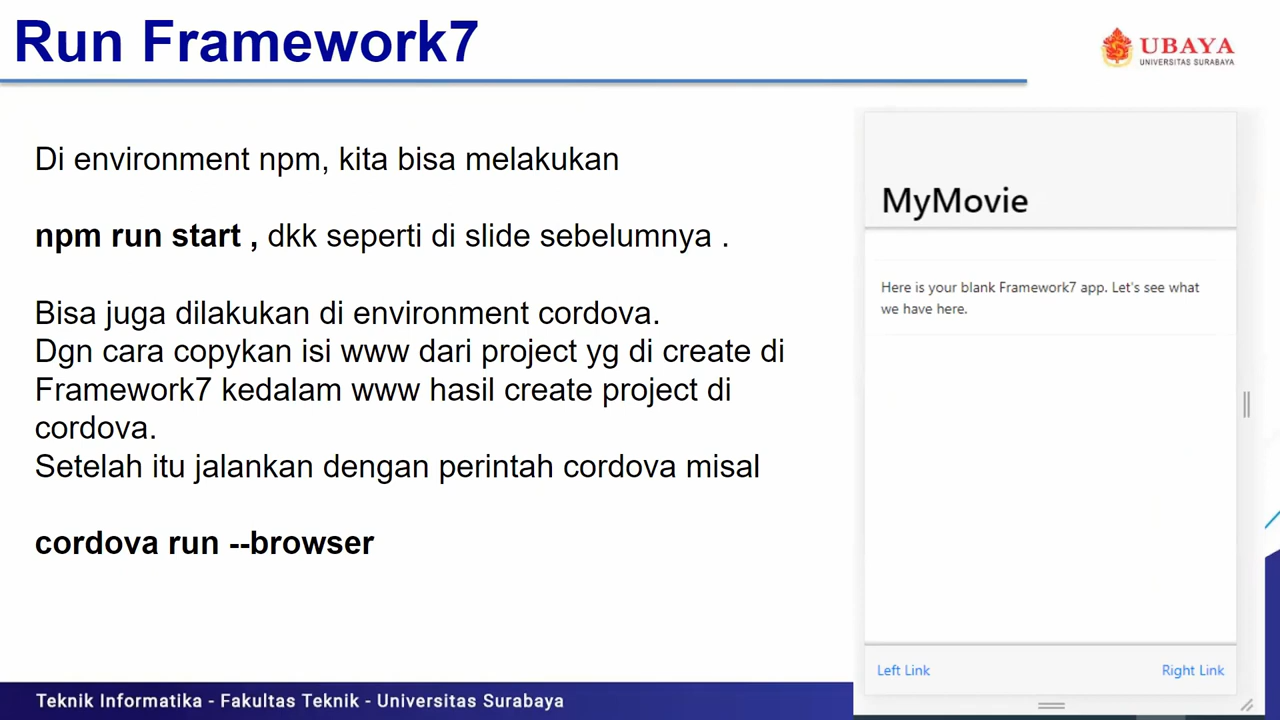 Run Framework7
UBAYA
UNIVERSITAS SURABAYA
Di environment npm, kita bisa melakukan
npm run start , dkk seperti di slide sebelumnya .
Bisa juga dilakukan di environment cordova.
Dgn cara copykan isi www dari project yg di create di
Framework7 kedalam www hasil create project di
cordova.
Setelah itu jalankan dengan perintah cordova misal
cordova run --browser
MyMovie
Here is your blank Framework7 app. Let's see what
we have here.
Left Link
Right Link
Teknik Informatika - Fakultas Teknik - Universitas Surabaya